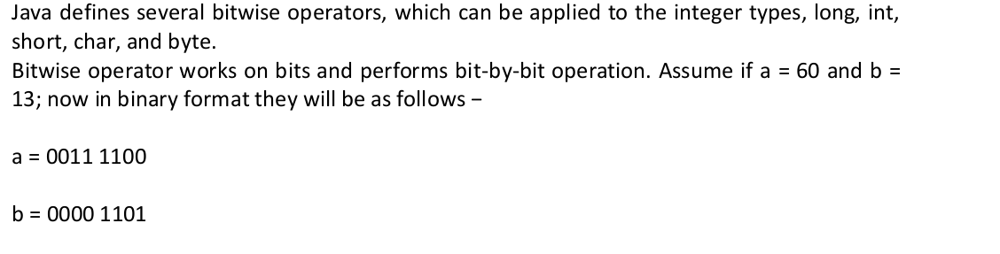 Java defines several bitwise operators, which can be applied to the integer types, long, int,
short, char, and byte.
Bitwise operator works on bits and performs bit-by-bit operation. Assume if a = 60 and b =
13; now in binary format they will be as follows −
a = 0011 1100
b = 0000 1101